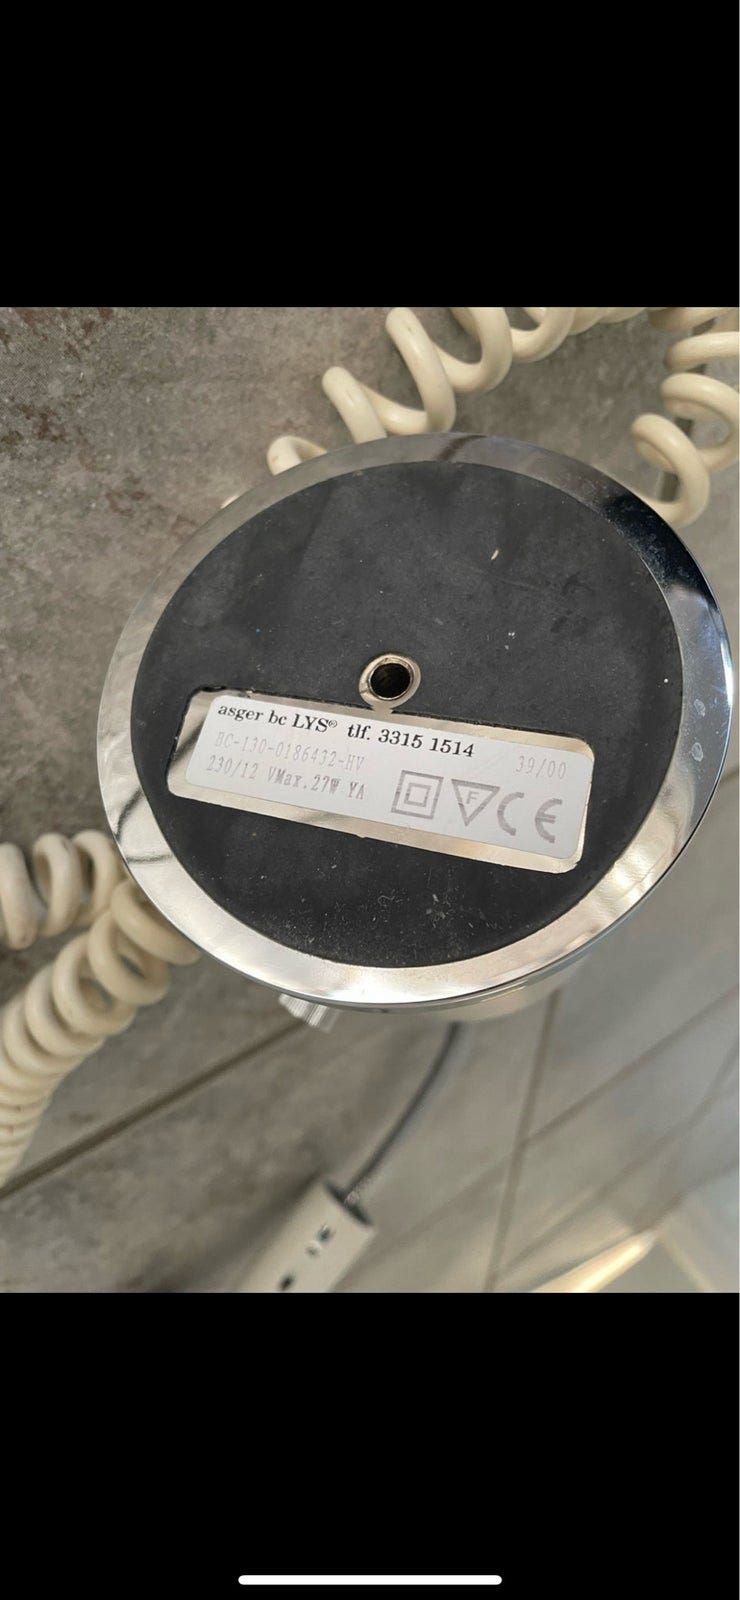 asger bc LYS® tlf. 3315 1514
BC-130-0186432-HV 39/00
230/12 VMax.27W YA F CE